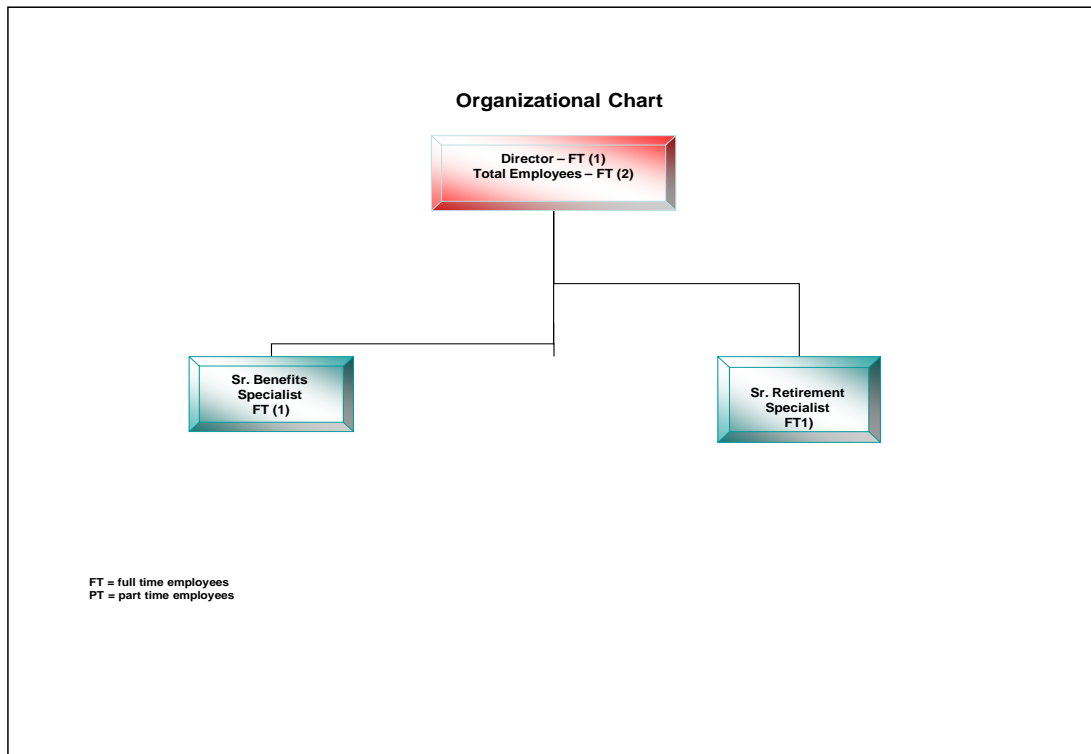 Organizational Chart
Director – FT (1)
Total Employees – FT (2)
Sr. Benefits
Specialist
FT (1)
Sr. Retirement
Specialist
FT1)
FT = full time employees
PT = part time employees